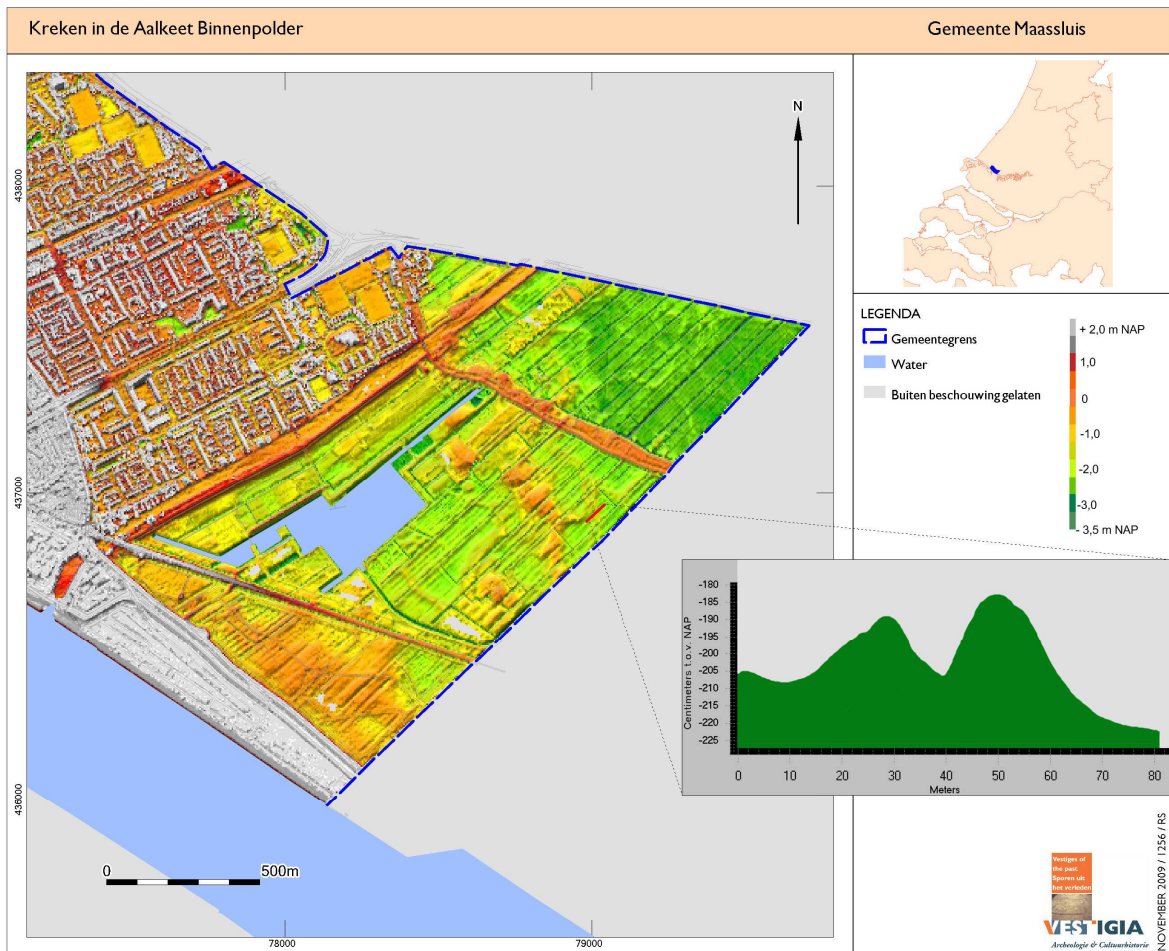 Kreken in de Aalkeet Binnenpolder
Gemeente Maassluis
N
438000
437000
436000
78000
79000
0
500m
LEGENDA
Gemeentegrens
Water
Buiten beschouwing gelaten
+ 2,0 m NAP
1,0
0
-1,0
-2,0
-3,0
- 3,5 m NAP
Centimeters t.o.v. NAP
-180
-185
-190
-195
-200
-205
-210
-215
-220
-225
0 10 20 30 40 50 60 70 80
Meters
Vestiges of
the past
Sporen uit
het verleden
VESTIGIA
Archeologie & Cultuurhistorie
NOVEMBER 2009 / 1256 / RS